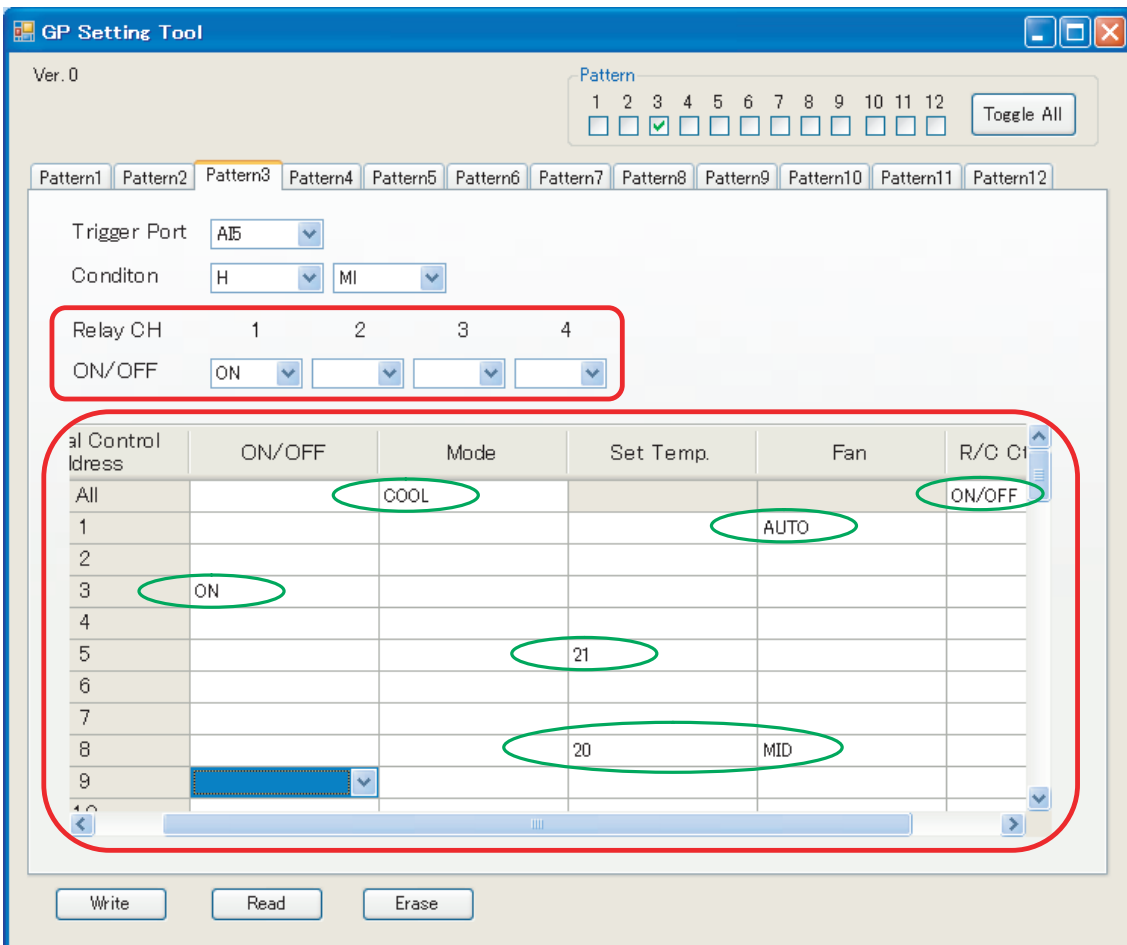 GP Setting Tool
Ver. 0
Pattern
1 2 3 4 5 6 7 8 9 10 11 12
Toggle All
Pattern1 Pattern2 Pattern3 Pattern4 Pattern5 Pattern6 Pattern7 Pattern8 Pattern9 Pattern10 Pattern11 Pattern12
Trigger Port AI5
Conditon H MI
Relay CH 1 2 3 4
ON/OFF ON
al Control
ldress
ON/OFF Mode Set Temp. Fan R/C Ct
All COOL ON/OFF
1 AUTO
2
3 ON
4
5 21
6
7
8 20 MID
9
10
Write Read Erase